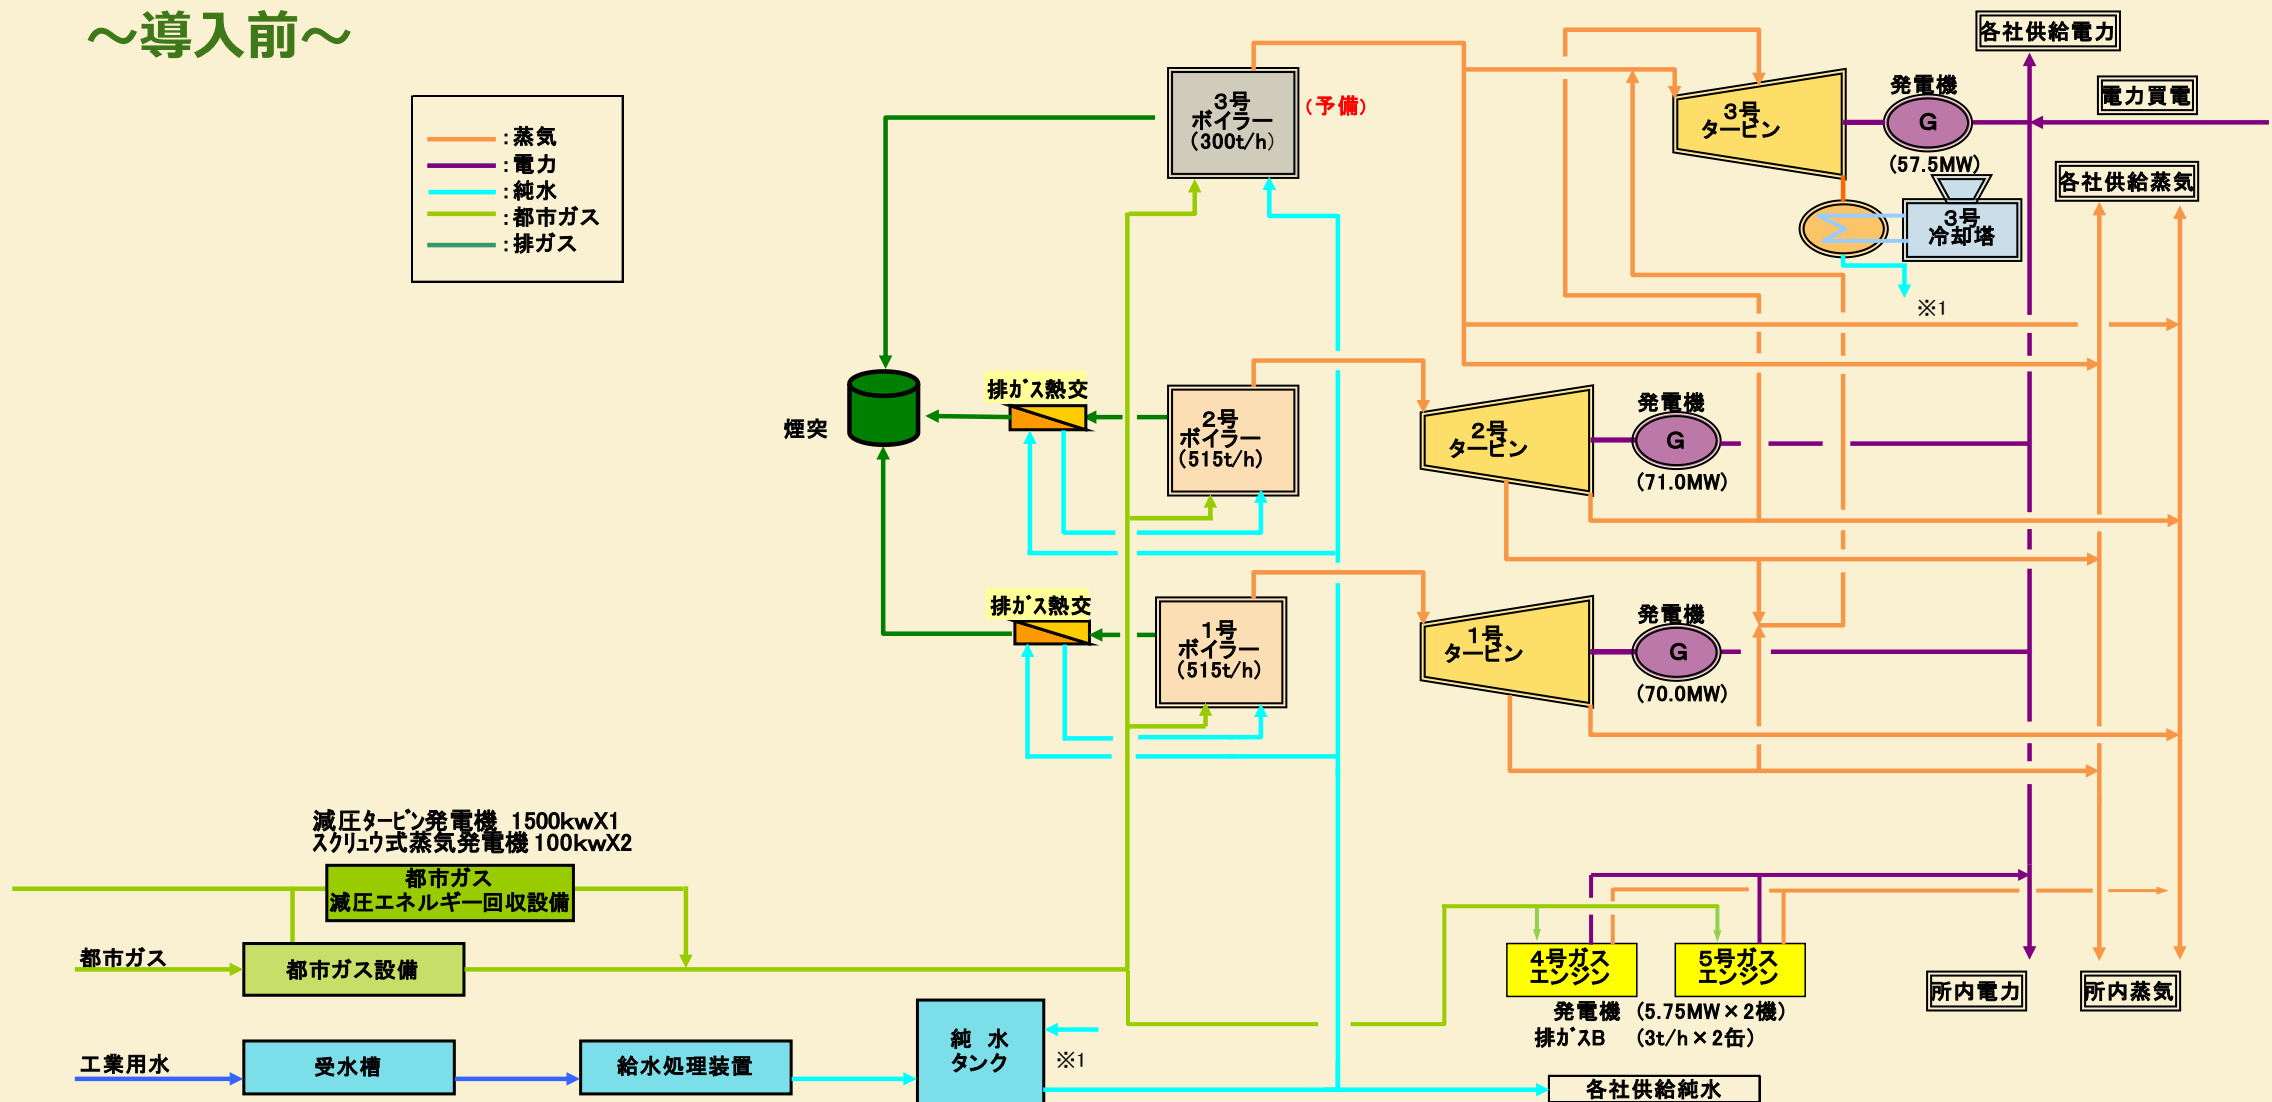 ～導入前～
：蒸気
：電力
：純水
：都市ガス
：排ガス
3号
ボイラー
(300t/h)
(予備)
3号
タービン
発電機
G
(57.5MW)
3号
冷却塔
※1
各社供給電力
電力買電
各社供給蒸気
煙突
排ｶﾞｽ熱交
2号
ボイラー
(515t/h)
2号
タービン
発電機
G
(71.0MW)
排ｶﾞｽ熱交
1号
ボイラー
(515t/h)
1号
タービン
発電機
G
(70.0MW)
減圧ﾀｰﾋﾞﾝ発電機 1500kwX1
ｽｸﾘｭｳ式蒸気発電機 100kwX2
都市ガス
減圧エネルギー回収設備
都市ガス
都市ガス設備
4号ガス
エンジン
5号ガス
エンジン
発電機 (5.75MW×2機)
排ｶﾞｽB (3t/h×2缶)
所内電力
所内蒸気
工業用水
受水槽
給水処理装置
純 水
タンク
※1
各社供給純水